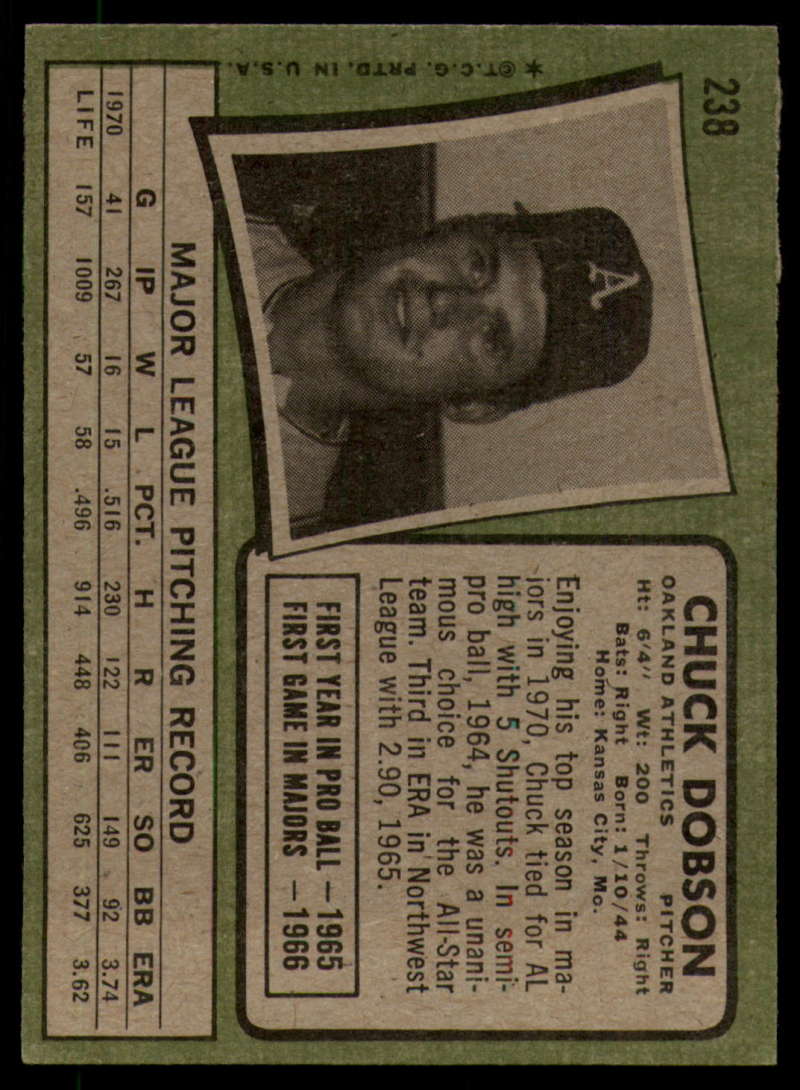 238
* ©T.C.G. PRTD. IN U.S.A.
A
CHUCK DOBSON
OAKLAND ATHLETICS PITCHER
Ht: 6'4" Wt: 200 Throws: Right
Bats: Right Born: 1/10/44
Home: Kansas City, Mo.
Enjoying his top season in ma-
jors in 1970, Chuck tied for AL
high with 5 Shutouts. In semi-
pro ball, 1964, he was a unani-
mous choice for the All-Star
team. Third in ERA in Northwest
League with 2.90, 1965.
FIRST YEAR IN PRO BALL —1965
FIRST GAME IN MAJORS —1966
MAJOR LEAGUE PITCHING RECORD
G IP W L PCT. H R ER SO BB ERA
1970 41 267 16 15 .516 230 122 111 149 92 3.74
LIFE 157 1009 57 58 .496 914 448 406 625 377 3.62